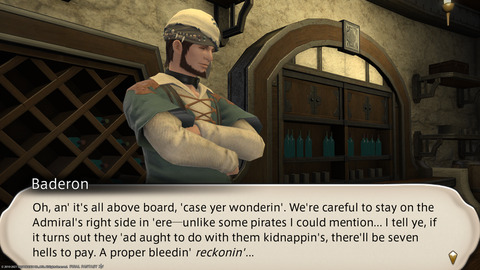 Baderon
Oh, an' it's all above board, 'case yer wonderin'. We're careful to stay on the
Admiral's right side in 'ere—unlike some pirates I could mention... I tell ye, if
it turns out they 'ad aught to do with them kidnappin's, there'll be seven
hells to pay. A proper bleedin' reckonin'...